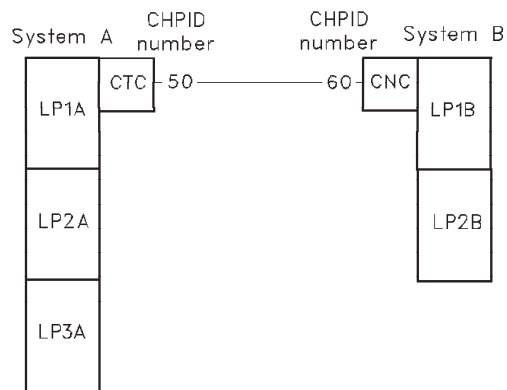 CHPID
number
CHPID
number
System A
System B
CTC
50
60
CNC
LP1A
LP1B
LP2A
LP2B
LP3A